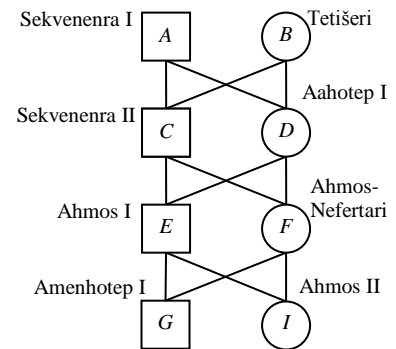 Sekvenenra I
Tetišeri
A
B
Sekvenenra II
Aahotep I
C
D
Ahmos I
Ahmos-
Nefertari
E
F
Amenhotep I
Ahmos II
G
I